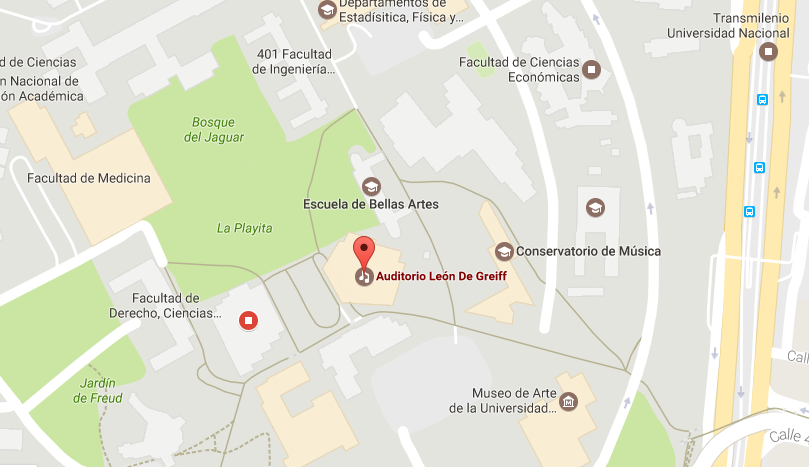 Departamentos de
Estadísitica, Física y...
Transmilenio
Universidad Nacional
d de Ciencias
401 Facultad
de Ingeniería...
Facultad de Ciencias
Económicas
n Nacional de
ón Académica
Bosque
del Jaguar
Facultad de Medicina
Escuela de Bellas Artes
La Playita
Conservatorio de Música
Auditorio León De Greiff
Facultad de
Derecho, Ciencias...
Jardín
de Freud
Museo de Arte
de la Universidad...
Calle
Calle 4